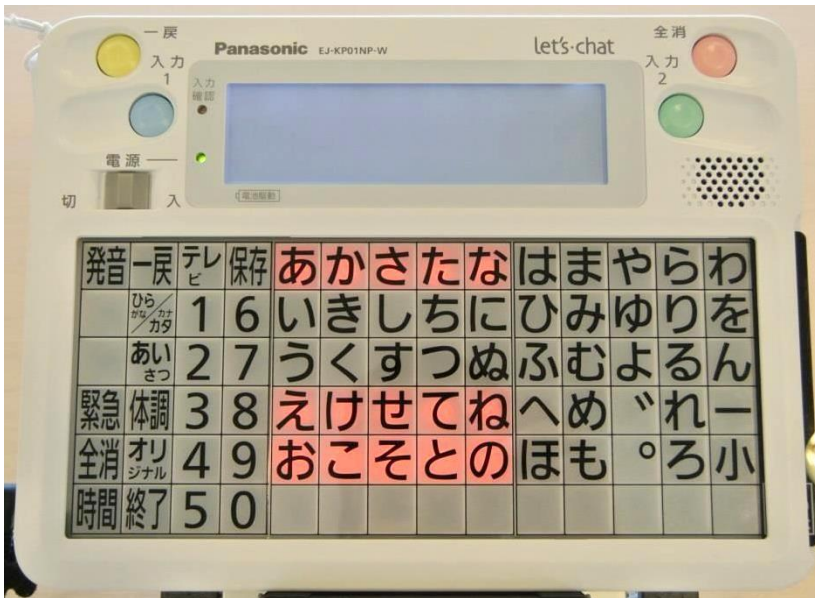 一戻
全消
入力
1
Panasonic EJ-KP01NP-W
Let's·chat
入力
2
入力
確認
電源
切
入
電池駆動
発音 一戻 テレビ 保存 あ か さ た な は ま や ら わ
ひらがな/カタカナ 1 6 い き し ち に ひ み ゆ り を
あいさつ 2 7 う く す つ ぬ ふ む よ る ん
緊急 体調 3 8 え け せ て ね へ め ゛ れ ー
全消 オリジナル 4 9 お こ そ と の ほ も ゜ ろ 小
時間 終了 5 0